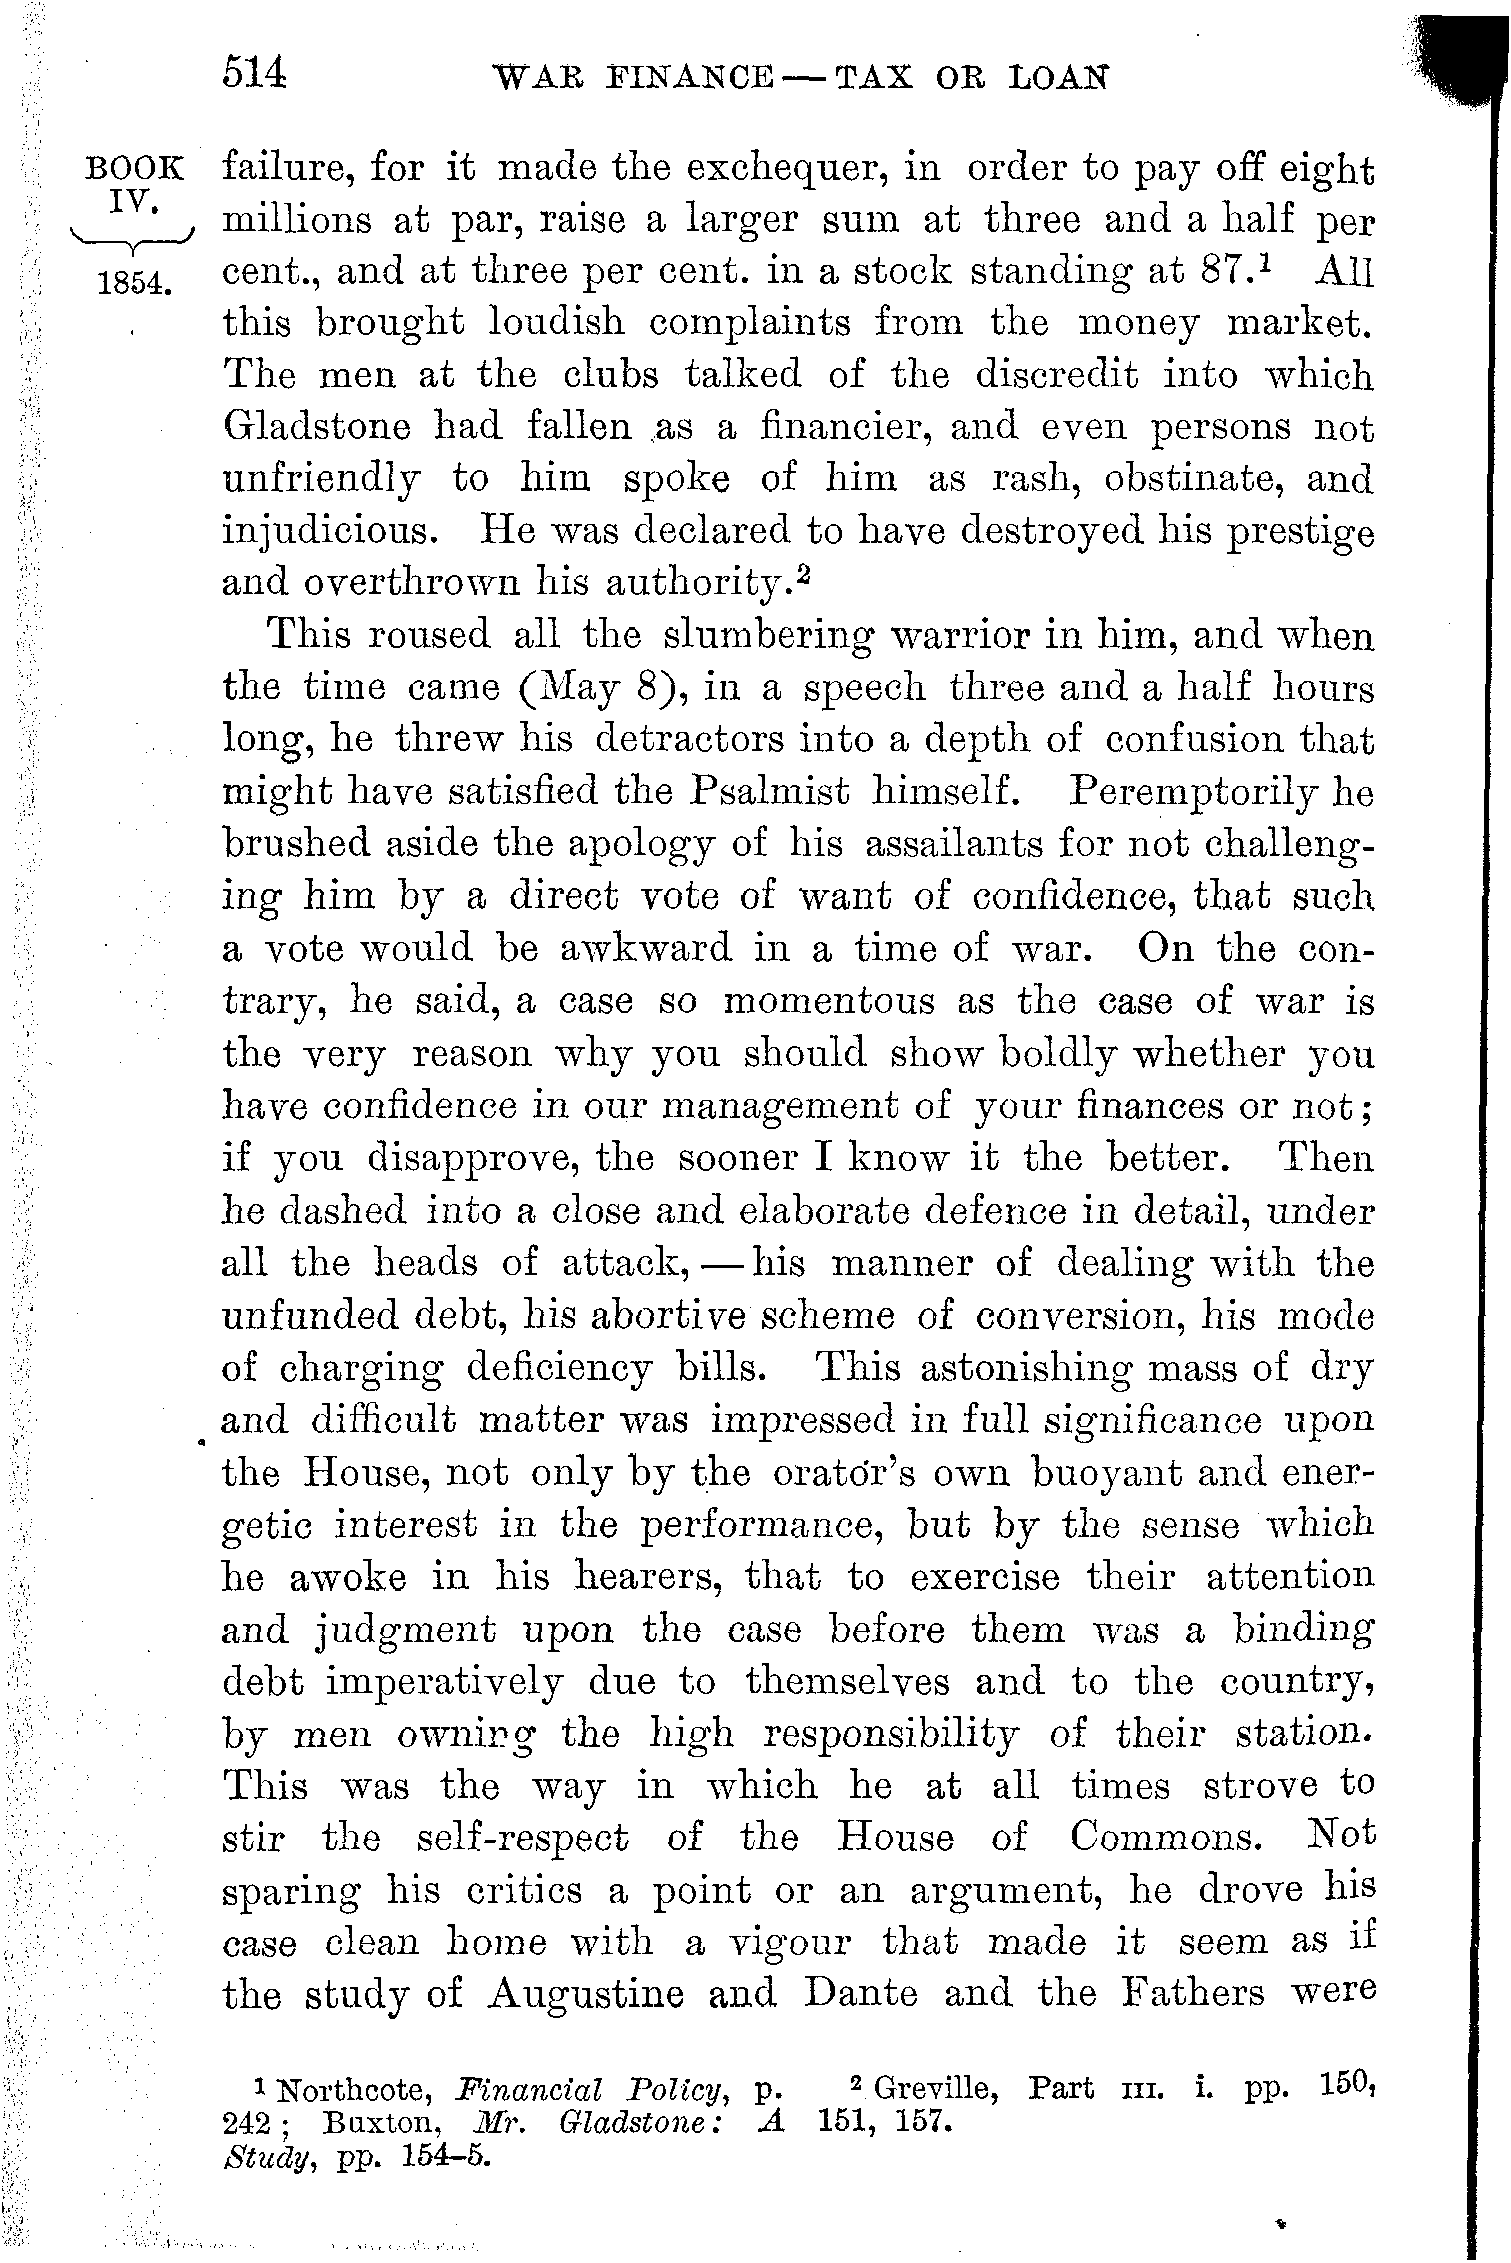 514 WAR FINANCE — TAX OR LOAN
BOOK
IV.
1854.
failure, for it made the exchequer, in order to pay off eight
millions at par, raise a larger sum at three and a half per
cent., and at three per cent. in a stock standing at 87.¹ All
this brought loudish complaints from the money market.
The men at the clubs talked of the discredit into which
Gladstone had fallen as a financier, and even persons not
unfriendly to him spoke of him as rash, obstinate, and
injudicious. He was declared to have destroyed his prestige
and overthrown his authority.²
This roused all the slumbering warrior in him, and when
the time came (May 8), in a speech three and a half hours
long, he threw his detractors into a depth of confusion that
might have satisfied the Psalmist himself. Peremptorily he
brushed aside the apology of his assailants for not challeng-
ing him by a direct vote of want of confidence, that such
a vote would be awkward in a time of war. On the con-
trary, he said, a case so momentous as the case of war is
the very reason why you should show boldly whether you
have confidence in our management of your finances or not;
if you disapprove, the sooner I know it the better. Then
he dashed into a close and elaborate defence in detail, under
all the heads of attack, — his manner of dealing with the
unfunded debt, his abortive scheme of conversion, his mode
of charging deficiency bills. This astonishing mass of dry
and difficult matter was impressed in full significance upon
the House, not only by the orator's own buoyant and ener-
getic interest in the performance, but by the sense which
he awoke in his hearers, that to exercise their attention
and judgment upon the case before them was a binding
debt imperatively due to themselves and to the country,
by men owning the high responsibility of their station.
This was the way in which he at all times strove to
stir the self-respect of the House of Commons. Not
sparing his critics a point or an argument, he drove his
case clean home with a vigour that made it seem as if
the study of Augustine and Dante and the Fathers were
¹ Northcote, Financial Policy, p.
242; Buxton, Mr. Gladstone: A
Study, pp. 154–5.
² Greville, Part III. i. pp. 150,
151, 157.